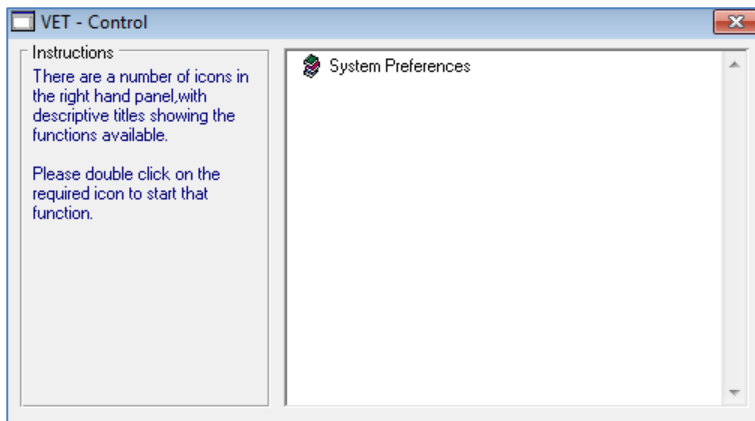 VET - Control
Instructions
There are a number of icons in
the right hand panel,with
descriptive titles showing the
functions available.
Please double click on the
required icon to start that
function.
System Preferences